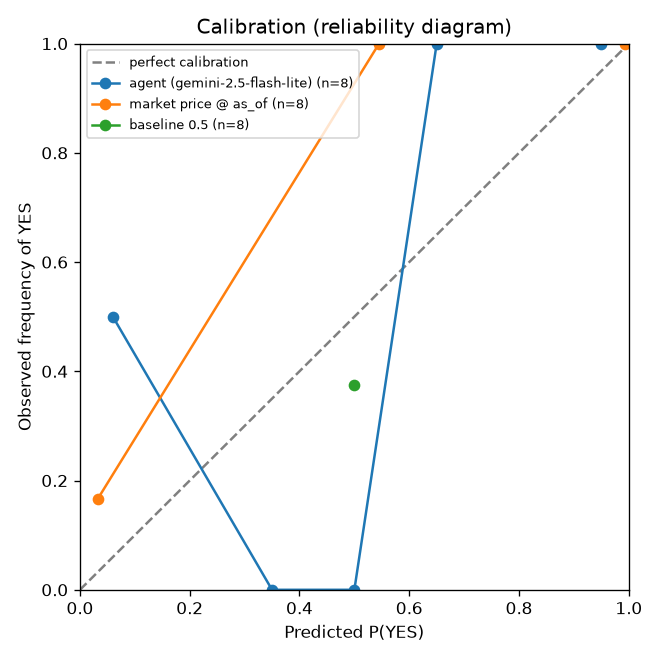 Calibration (reliability diagram)
perfect calibration
agent (gemini-2.5-flash-lite) (n=8)
market price @ as_of (n=8)
baseline 0.5 (n=8)
1.0
0.8
0.6
0.4
0.2
0.0
Observed frequency of YES
0.0 0.2 0.4 0.6 0.8 1.0
Predicted P(YES)